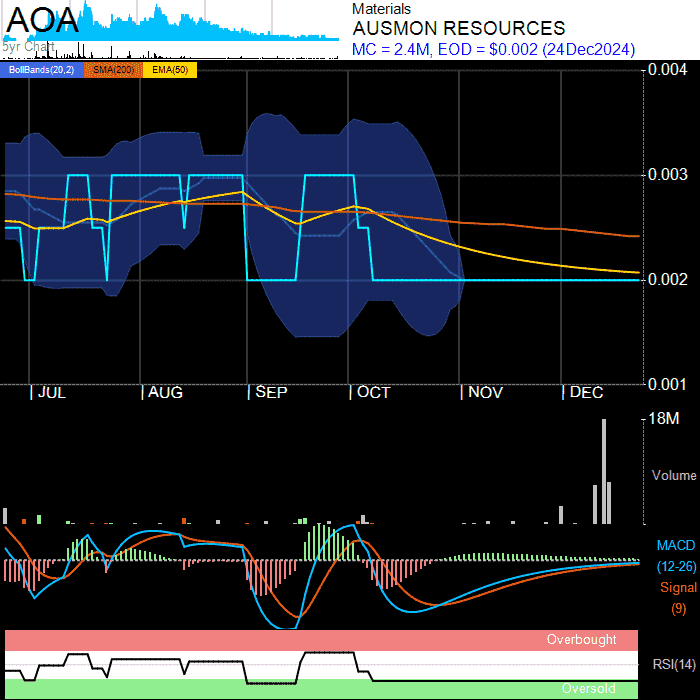 AOA
5yr Chart
Materials
AUSMON RESOURCES
MC = 2.4M, EOD = $0.002 (24Dec2024)
BollBands(20,2) SMA(200) EMA(50)
0.004
0.003
0.002
0.001
| JUL | AUG | SEP | OCT | NOV | DEC
18M
Volume
MACD
(12-26)
Signal
(9)
Overbought
RSI(14)
Oversold